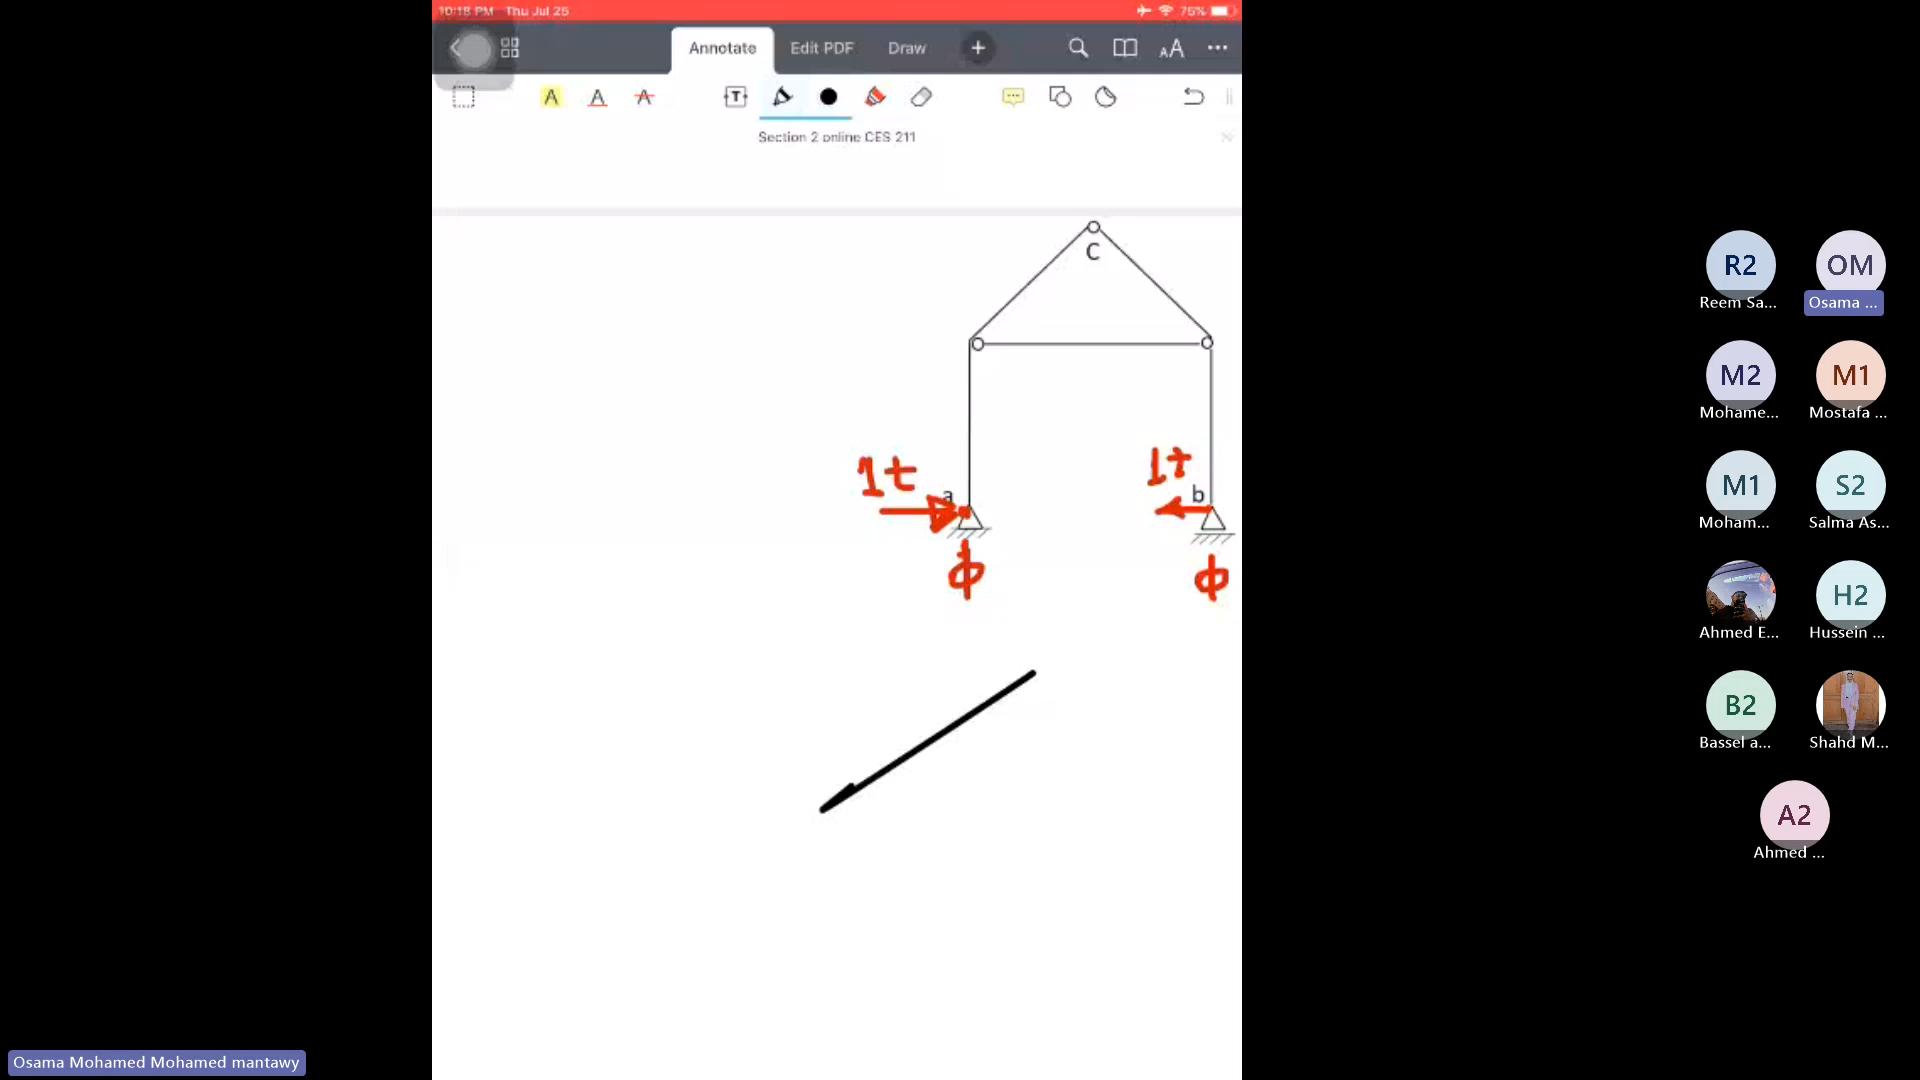 10:18 PM Thu Jul 25
75%
Annotate Edit PDF Draw
Section 2 online CES 211
C
1t
1t
a
b
ϕ
ϕ
R2
OM
Reem Sa...
Osama ...
M2
M1
Mohame...
Mostafa ...
M1
S2
Moham...
Salma As...
H2
Ahmed E...
Hussein ...
B2
Bassel a...
Shahd M...
A2
Ahmed ...
Osama Mohamed Mohamed mantawy